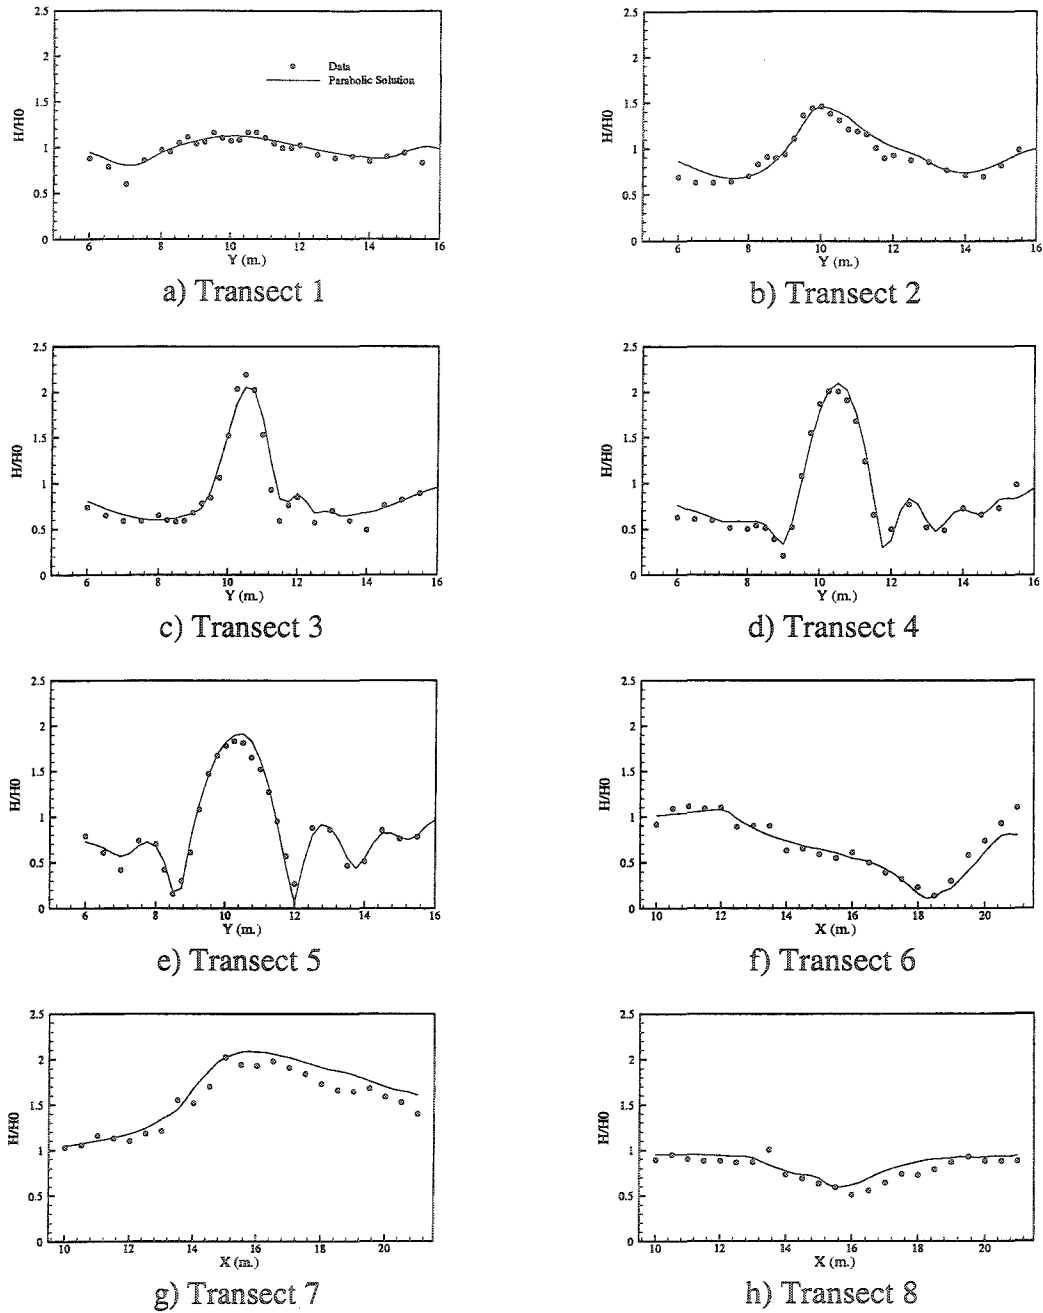 2.5
2
1.5
1
0.5
0
H/H0
Data
Parabolic Solution
6 8 10 12 14 16
Y (m.)
a) Transect 1
2.5
2
1.5
1
0.5
0
H/H0
6 8 10 12 14 16
Y (m.)
b) Transect 2
2.5
2
1.5
1
0.5
0
H/H0
6 8 10 12 14 16
Y (m.)
c) Transect 3
2.5
2
1.5
1
0.5
0
H/H0
6 8 10 12 14 16
Y (m.)
d) Transect 4
2.5
2
1.5
1
0.5
0
H/H0
6 8 10 12 14 16
Y (m.)
e) Transect 5
2.5
2
1.5
1
0.5
0
H/H0
10 12 14 16 18 20
X (m.)
f) Transect 6
2.5
2
1.5
1
0.5
0
H/H0
10 12 14 16 18 20
X (m.)
g) Transect 7
2.5
2
1.5
1
0.5
0
H/H0
10 12 14 16 18 20
X (m.)
h) Transect 8